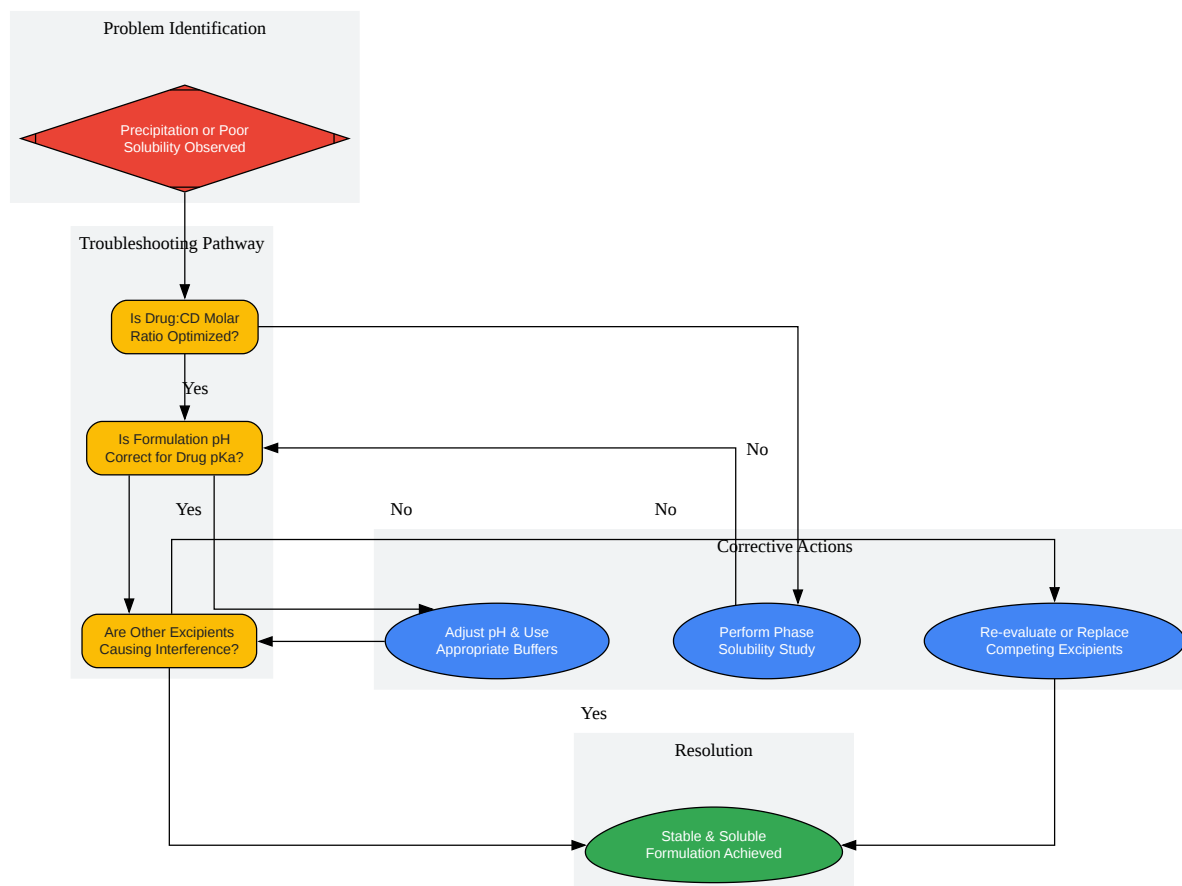 Problem Identification
Precipitation or Poor
Solubility Observed
Troubleshooting Pathway
Is Drug:CD Molar
Ratio Optimized?
Yes
Is Formulation pH
Correct for Drug pKa?
No
Yes
No
No
Corrective Actions
Are Other Excipients
Causing Interference?
Adjust pH & Use
Appropriate Buffers
Perform Phase
Solubility Study
Re-evaluate or Replace
Competing Excipients
Yes
Resolution
Stable & Soluble
Formulation Achieved